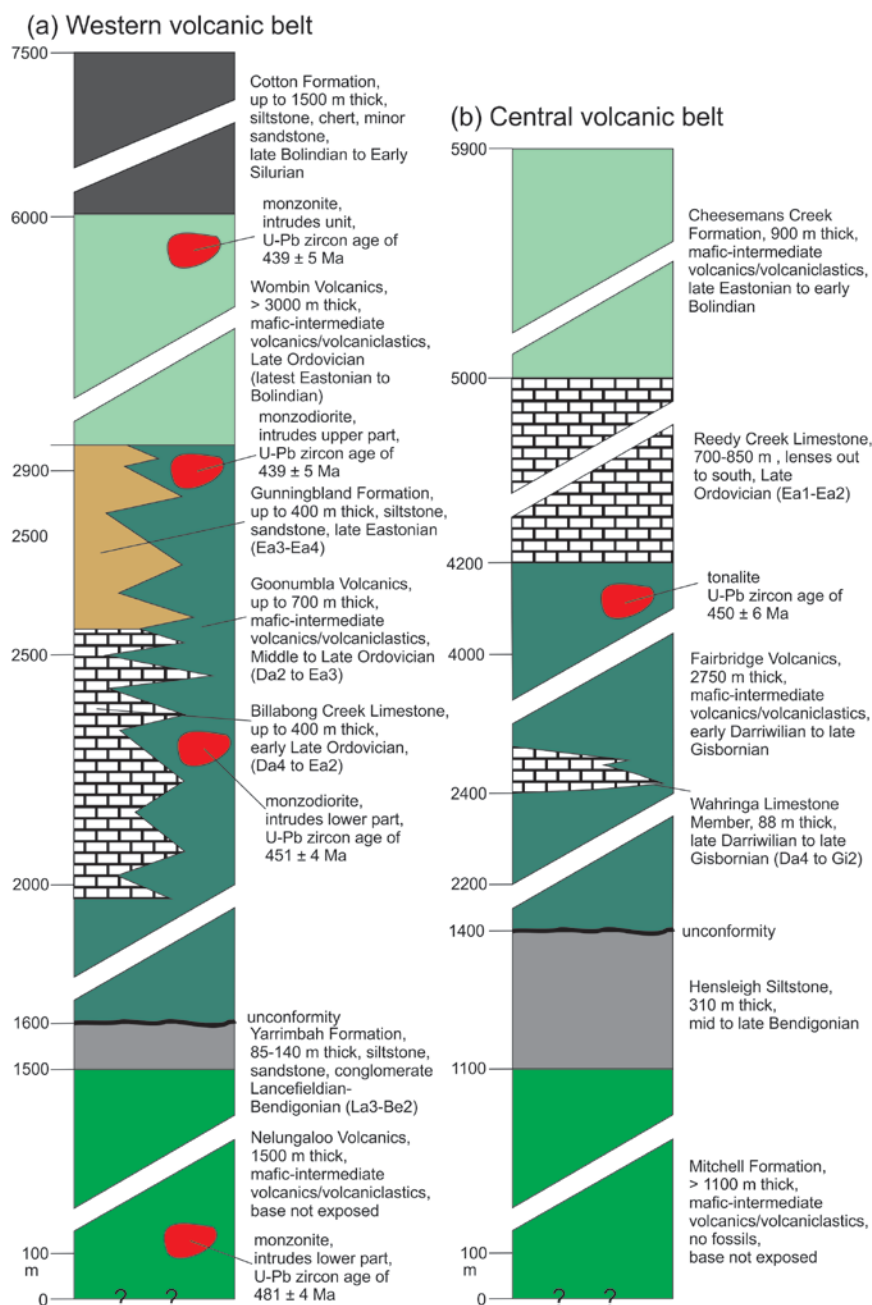 (a) Western volcanic belt
7500
Cotton Formation,
up to 1500 m thick,
siltstone, chert, minor
sandstone,
late Bolindian to Early
Silurian
6000
monzonite,
intrudes unit,
U-Pb zircon age of
439 ± 5 Ma
Wombin Volcanics,
> 3000 m thick,
mafic-intermediate
volcanics/volcaniclastics,
Late Ordovician
(latest Eastonian to
Bolindian)
monzodiorite,
intrudes upper part,
U-Pb zircon age of
439 ± 5 Ma
2900
Gunningbland Formation,
up to 400 m thick, siltstone,
sandstone, late Eastonian
(Ea3-Ea4)
2500
Goonumbla Volcanics,
up to 700 m thick,
mafic-intermediate
volcanics/volcaniclastics,
Middle to Late Ordovician
(Da2 to Ea3)
2500
Billabong Creek Limestone,
up to 400 m thick,
early Late Ordovician,
(Da4 to Ea2)
monzodiorite,
intrudes lower part,
U-Pb zircon age of
451 ± 4 Ma
2000
unconformity
1600
Yarrimbah Formation,
85-140 m thick, siltstone,
sandstone, conglomerate
Lancefieldian-
Bendigonian (La3-Be2)
1500
Nelungaloo Volcanics,
1500 m thick,
mafic-intermediate
volcanics/volcaniclastics,
base not exposed
monzonite,
intrudes lower part,
U-Pb zircon age of
481 ± 4 Ma
100
m
0
? ?
(b) Central volcanic belt
5900
Cheesemans Creek
Formation, 900 m thick,
mafic-intermediate
volcanics/volcaniclastics,
late Eastonian to early
Bolindian
5000
Reedy Creek Limestone,
700-850 m , lenses out
to south, Late
Ordovician (Ea1-Ea2)
4200
tonalite
U-Pb zircon age of
450 ± 6 Ma
4000
Fairbridge Volcanics,
2750 m thick,
mafic-intermediate
volcanics/volcaniclastics,
early Darriwilian to late
Gisbornian
2400
Wahringa Limestone
Member, 88 m thick,
late Darriwilian to late
Gisbornian (Da4 to Gi2)
2200
1400
unconformity
Hensleigh Siltstone,
310 m thick,
mid to late Bendigonian
1100
Mitchell Formation,
> 1100 m thick,
mafic-intermediate
volcanics/volcaniclastics,
no fossils,
base not exposed
100
m
0
? ?